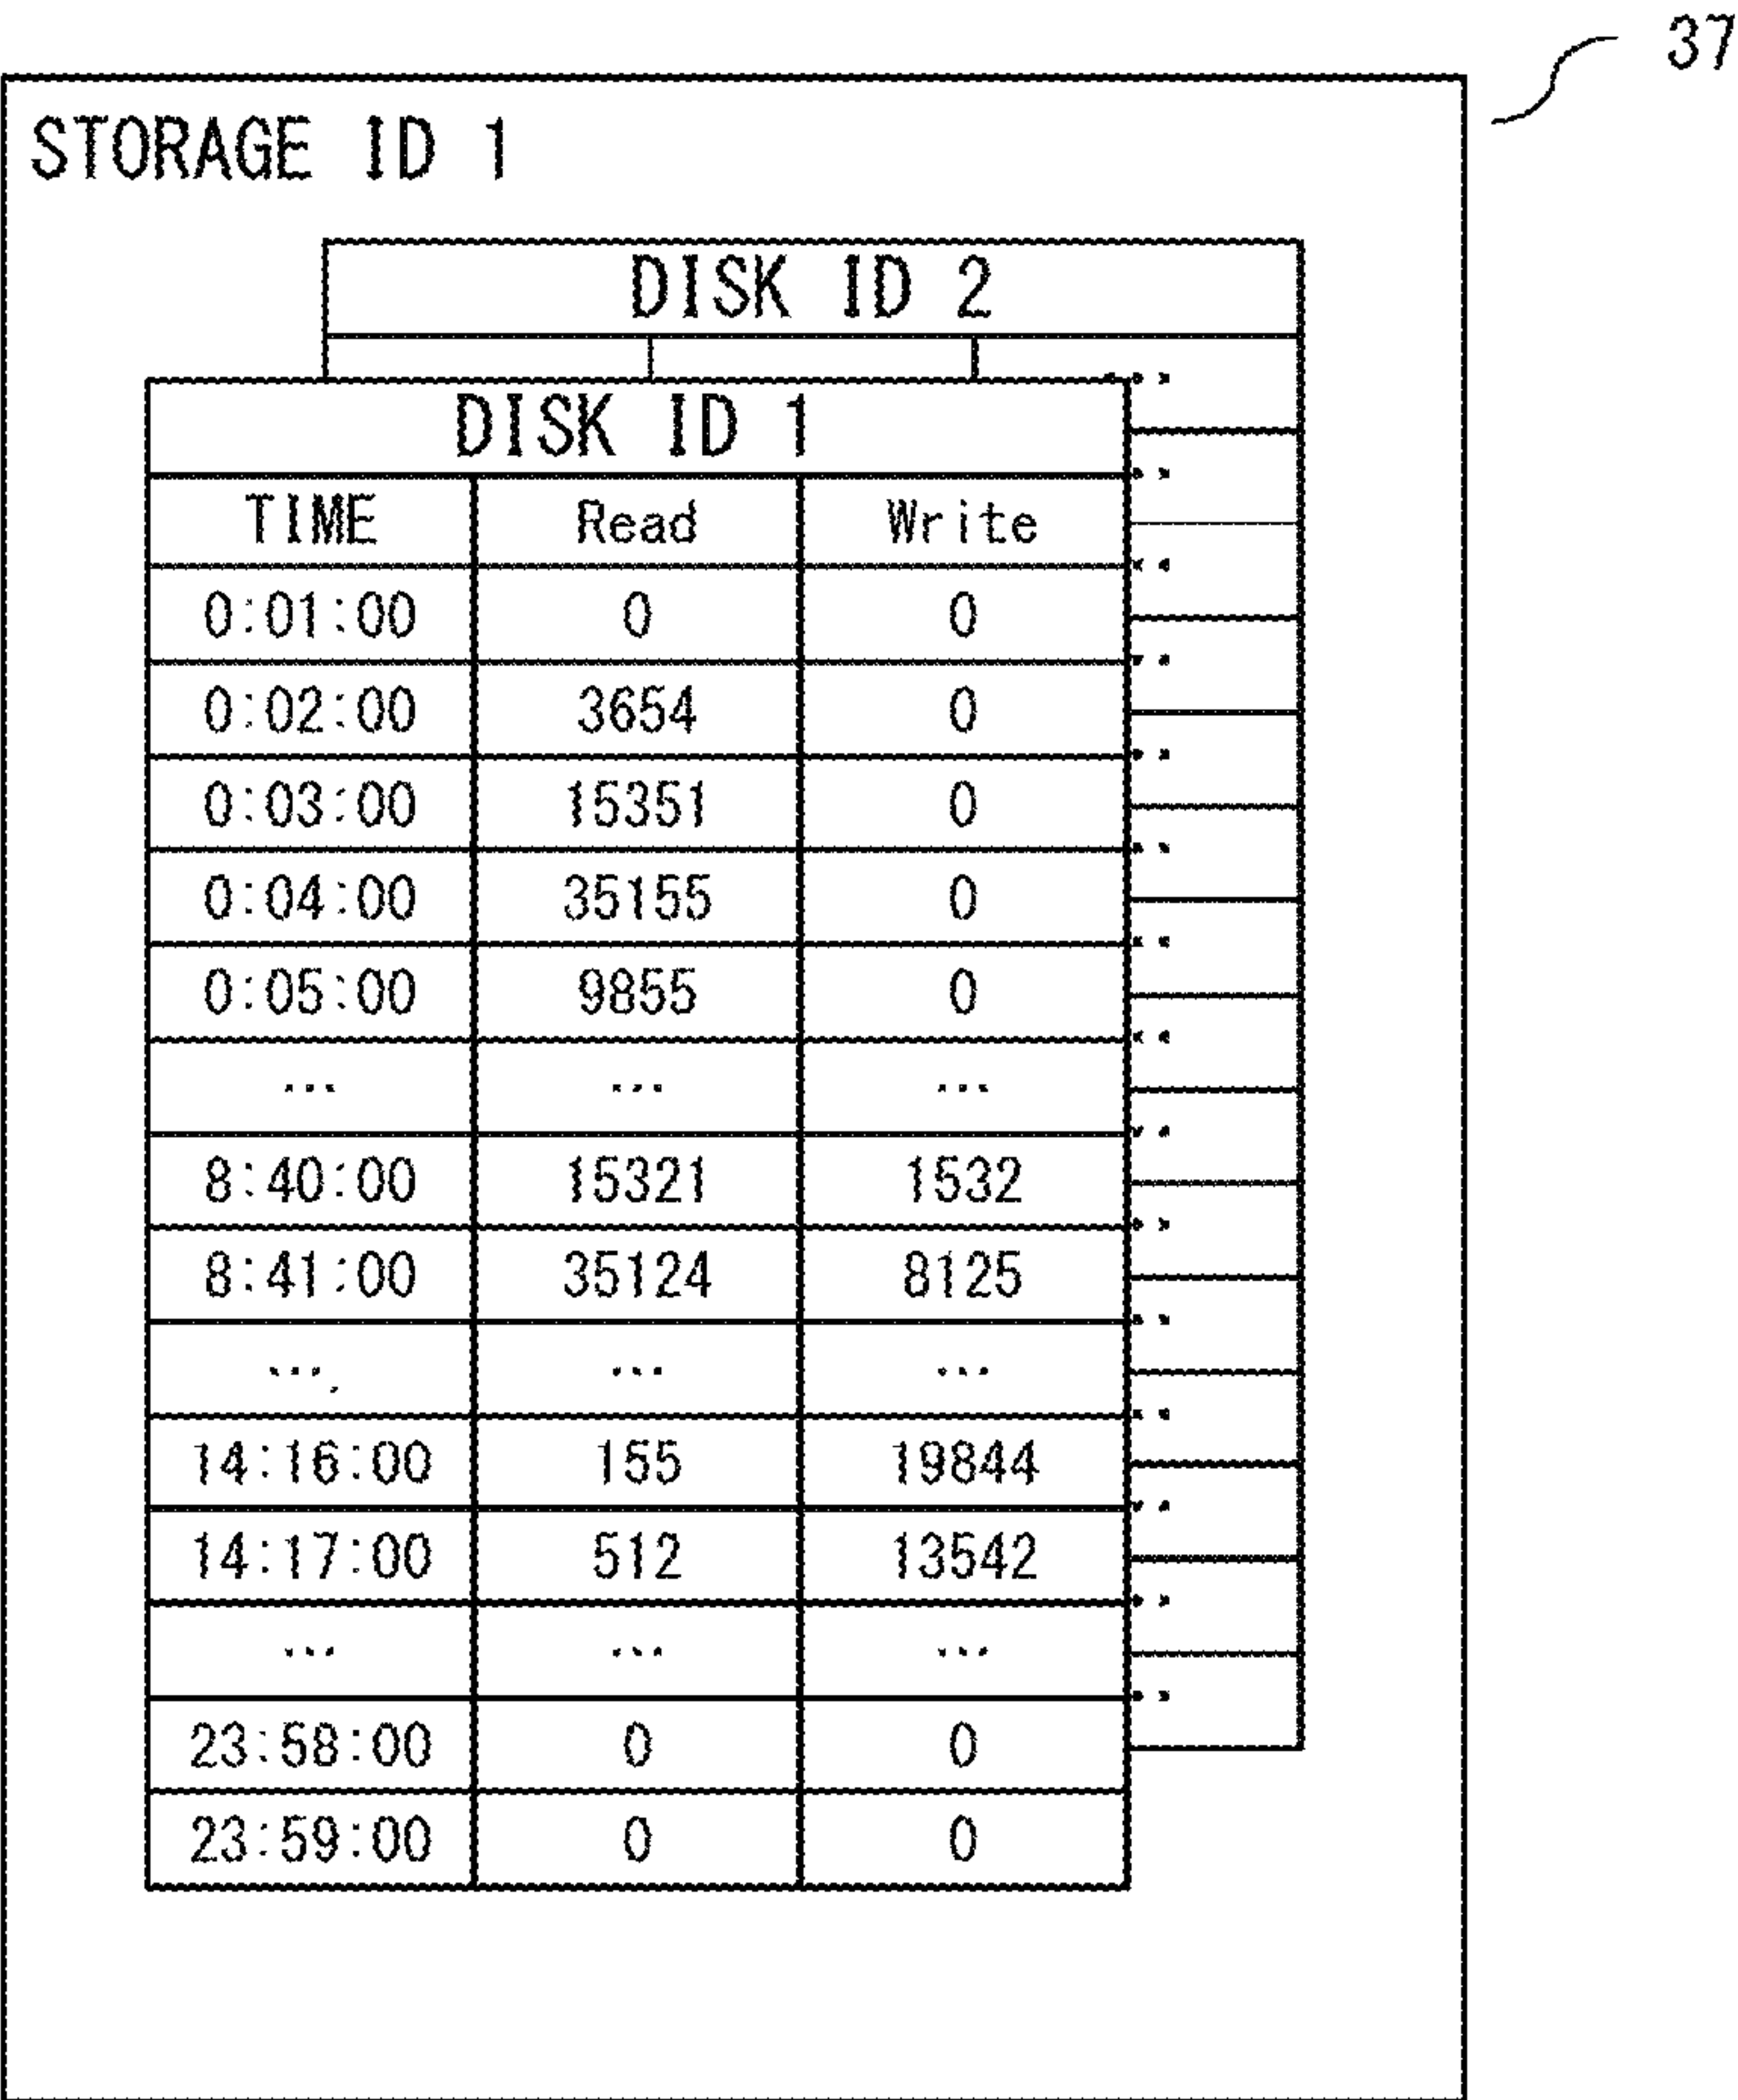 37
STORAGE ID 1
DISK ID 2
DISK ID 1
TIME Read Write
0:01:00 0 0
0:02:00 3654 0
0:03:00 15351 0
0:04:00 35155 0
0:05:00 9855 0
... ... ...
8:40:00 15321 1532
8:41:00 35124 8125
... ... ...
14:16:00 155 19844
14:17:00 512 13542
... ... ...
23:58:00 0 0
23:59:00 0 0